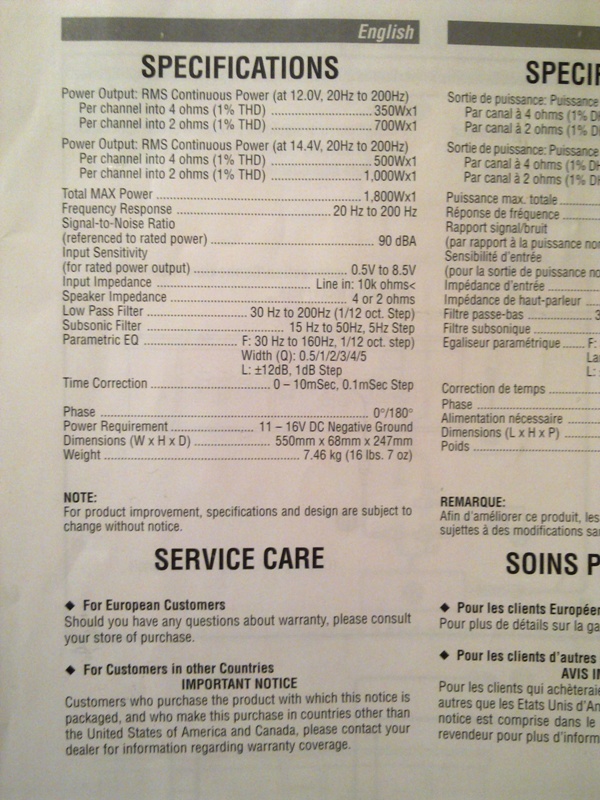 English
SPECIFICATIONS
Power Output: RMS Continuous Power (at 12.0V, 20Hz to 200Hz)
Per channel into 4 ohms (1% THD) ........................ 350Wx1
Per channel into 2 ohms (1% THD) ........................ 700Wx1
Power Output: RMS Continuous Power (at 14.4V, 20Hz to 200Hz)
Per channel into 4 ohms (1% THD) ........................ 500Wx1
Per channel into 2 ohms (1% THD) ........................ 1,000Wx1
Total MAX Power ........................ 1,800Wx1
Frequency Response ........................ 20 Hz to 200 Hz
Signal-to-Noise Ratio
(referenced to rated power) ........................ 90 dBA
Input Sensitivity
(for rated power output) ........................ 0.5V to 8.5V
Input Impedance ........................ Line in: 10k ohms<
Speaker Impedance ........................ 4 or 2 ohms
Low Pass Filter ........................ 30 Hz to 200Hz (1/12 oct. Step)
Subsonic Filter ........................ 15 Hz to 50Hz, 5Hz Step
Parametric EQ ........................ F: 30 Hz to 160Hz, 1/12 oct. step)
Width (Q): 0.5/1/2/3/4/5
L: ±12dB, 1dB Step
Time Correction ........................ 0 – 10mSec, 0.1mSec Step
Phase ........................ 0°/180°
Power Requirement ........................ 11 – 16V DC Negative Ground
Dimensions (W x H x D) ........................ 550mm x 68mm x 247mm
Weight ........................ 7.46 kg (16 lbs. 7 oz)
NOTE:
For product improvement, specifications and design are subject to
change without notice.
SERVICE CARE
◆ For European Customers
Should you have any questions about warranty, please consult
your store of purchase.
◆ For Customers in other Countries
IMPORTANT NOTICE
Customers who purchase the product with which this notice is
packaged, and who make this purchase in countries other than
the United States of America and Canada, please contact your
dealer for information regarding warranty coverage.
SPECIF
Sortie de puissance: Puissance
Par canal à 4 ohms (1% DH
Par canal à 2 ohms (1% DH
Sortie de puissance: Puissance
Par canal à 4 ohms (1% DH
Par canal à 2 ohms (1% DH
Puissance max. totale
Réponse de fréquence
Rapport signal/bruit
(par rapport à la puissance no
Sensibilité d'entrée
(pour la sortie de puissance no
Impédance d'entrée
Impédance de haut-parleur
Filtre passe-bas ........ 3
Filtre subsonique
Egaliseur paramétrique ...... F:
La
L:
Correction de temps
Phase
Alimentation nécessaire
Dimensions (L x H x P)
Poids
REMARQUE:
Afin d'améliorer ce produit, les
sujettes à des modifications sa
SOINS P
◆ Pour les clients Européen
Pour plus de détails sur la ga
◆ Pour les clients d'autres
AVIS IM
Pour les clients qui achèteraie
autres que les Etats Unis d'Am
notice est comprise dans le
revendeur pour plus d'inform